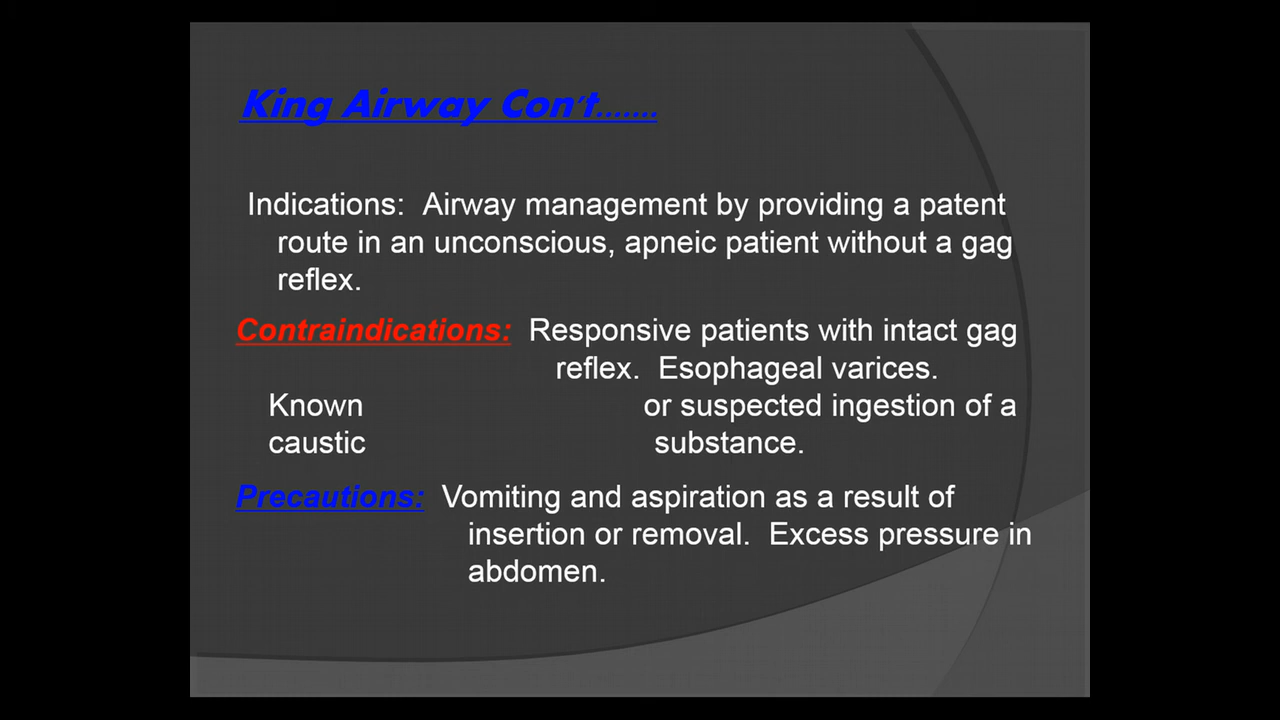 King Airway Con't.......
Indications:  Airway management by providing a patent
route in an unconscious, apneic patient without a gag
reflex.
Contraindications:  Responsive patients with intact gag
reflex.  Esophageal varices.
Known or suspected ingestion of a
caustic substance.
Precautions:  Vomiting and aspiration as a result of
insertion or removal.  Excess pressure in
abdomen.